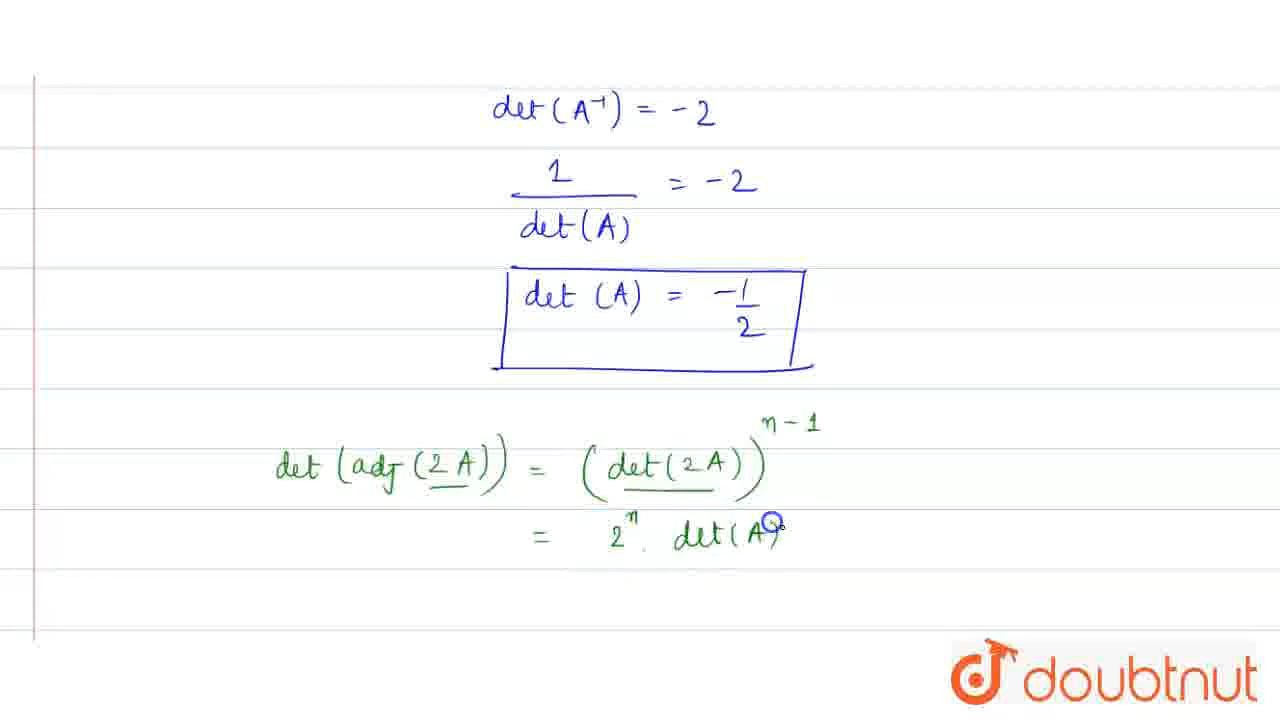 det(A⁻¹) = -2
1/det(A) = -2
det (A) = -1/2
det (adj (2A)) = (det(2A))ⁿ⁻¹
= 2ⁿ. det(A)
doubtnut